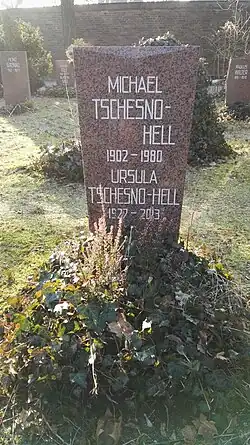 MICHAEL
TSCHESNO-
HELL
1902-1980
URSULA
TSCHESNO-HELL
1927-2013